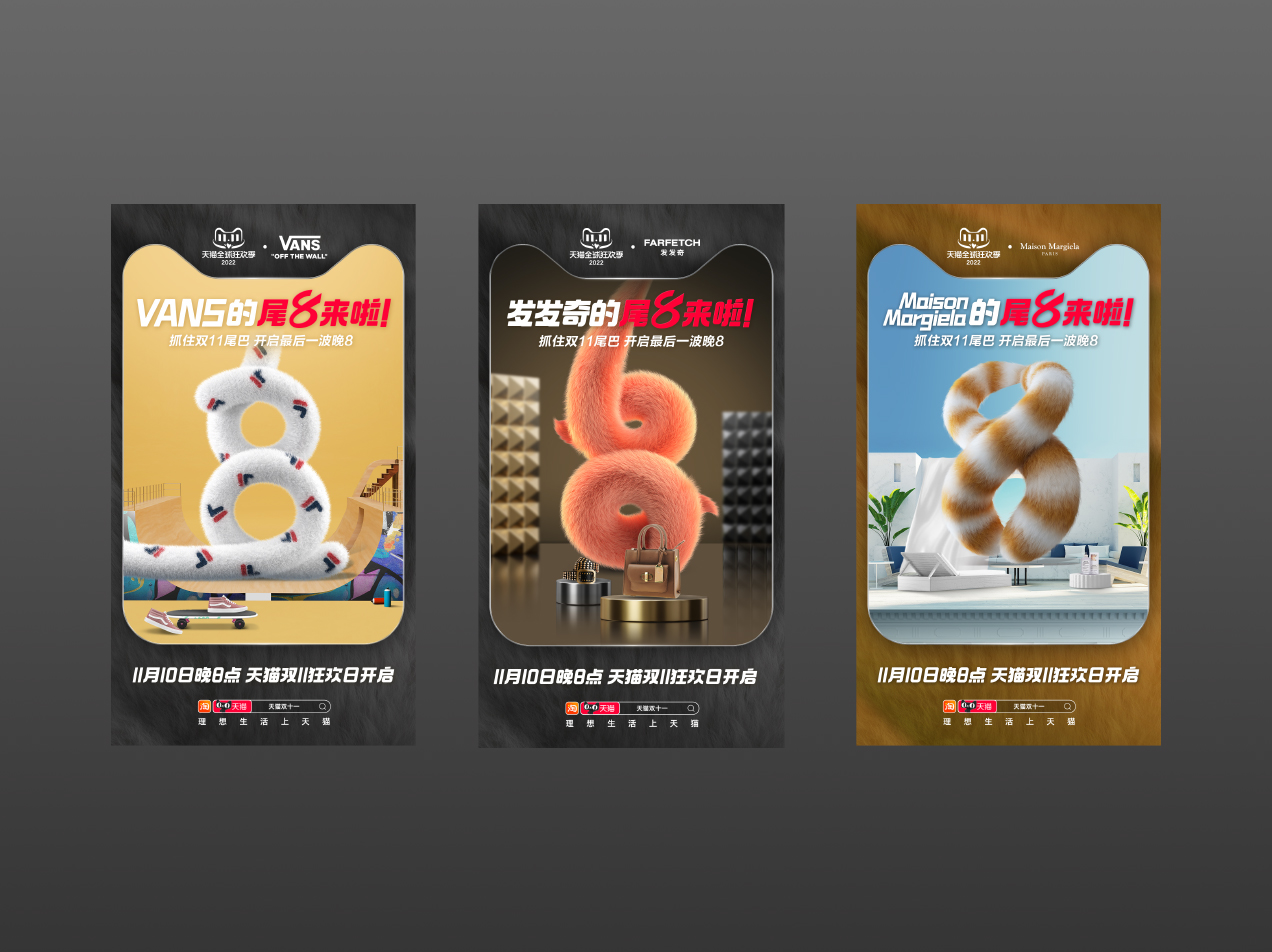 11.11
天猫全球狂欢季
2022
VANS
"OFF THE WALL"
VANS的尾8来啦!
抓住双11尾巴 开启最后一波晚8
11月10日晚8点 天猫双11狂欢日开启
淘 天猫 天猫双十一
理想生活上天猫
11.11
天猫全球狂欢季
2022
FARFETCH
发发奇
发发奇的尾8来啦!
抓住双11尾巴 开启最后一波晚8
11月10日晚8点 天猫双11狂欢日开启
淘 天猫 天猫双十一
理想生活上天猫
11.11
天猫全球狂欢季
2022
Maison Margiela
PARIS
Maison
Margiela的尾8来啦!
抓住双11尾巴 开启最后一波晚8
11月10日晚8点 天猫双11狂欢日开启
淘 天猫 天猫双十一
理想生活上天猫